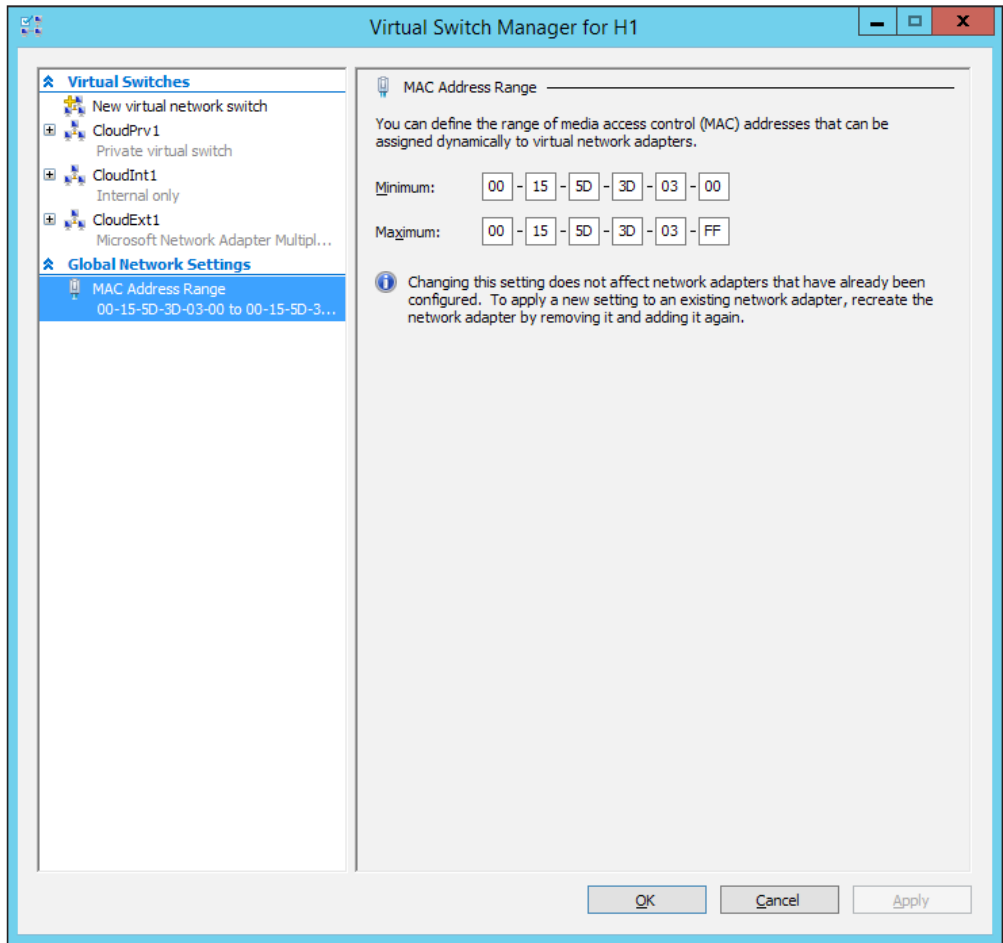 Virtual Switch Manager for H1
Virtual Switches
New virtual network switch
CloudPrv1
Private virtual switch
CloudInt1
Internal only
CloudExt1
Microsoft Network Adapter Multipl...
Global Network Settings
MAC Address Range
00-15-5D-3D-03-00 to 00-15-5D-3...
MAC Address Range
You can define the range of media access control (MAC) addresses that can be
assigned dynamically to virtual network adapters.
Minimum: 00 - 15 - 5D - 3D - 03 - 00
Maximum: 00 - 15 - 5D - 3D - 03 - FF
Changing this setting does not affect network adapters that have already been
configured. To apply a new setting to an existing network adapter, recreate the
network adapter by removing it and adding it again.
OK Cancel Apply